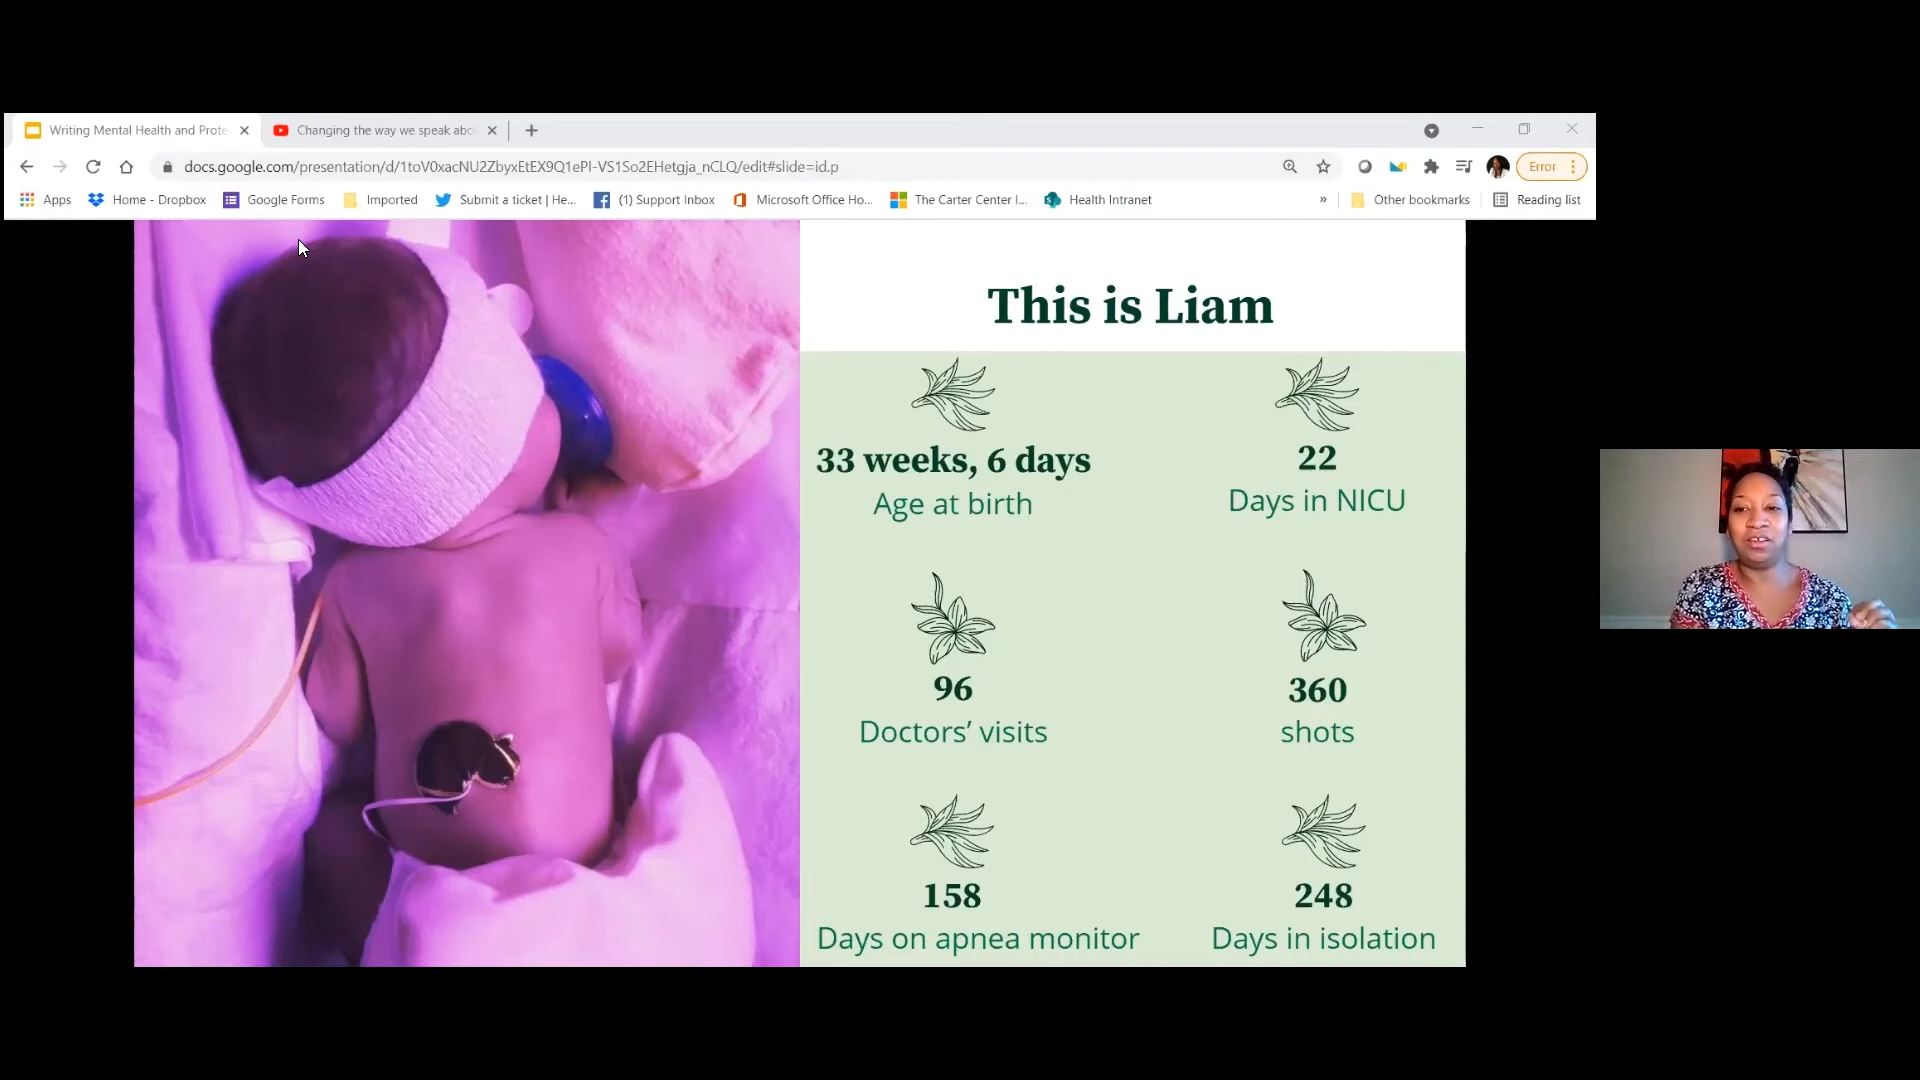 Writing Mental Health and Prote
Changing the way we speak abo
docs.google.com/presentation/d/1toV0xacNU2ZbyxEtEX9Q1ePI-VS1So2EHetgja_nCLQ/edit#slide=id.p
Error
Apps
Home - Dropbox
Google Forms
Imported
Submit a ticket | He...
(1) Support Inbox
Microsoft Office Ho...
The Carter Center I...
Health Intranet
»
Other bookmarks
Reading list
This is Liam
33 weeks, 6 days
Age at birth
22
Days in NICU
96
Doctors’ visits
360
shots
158
Days on apnea monitor
248
Days in isolation